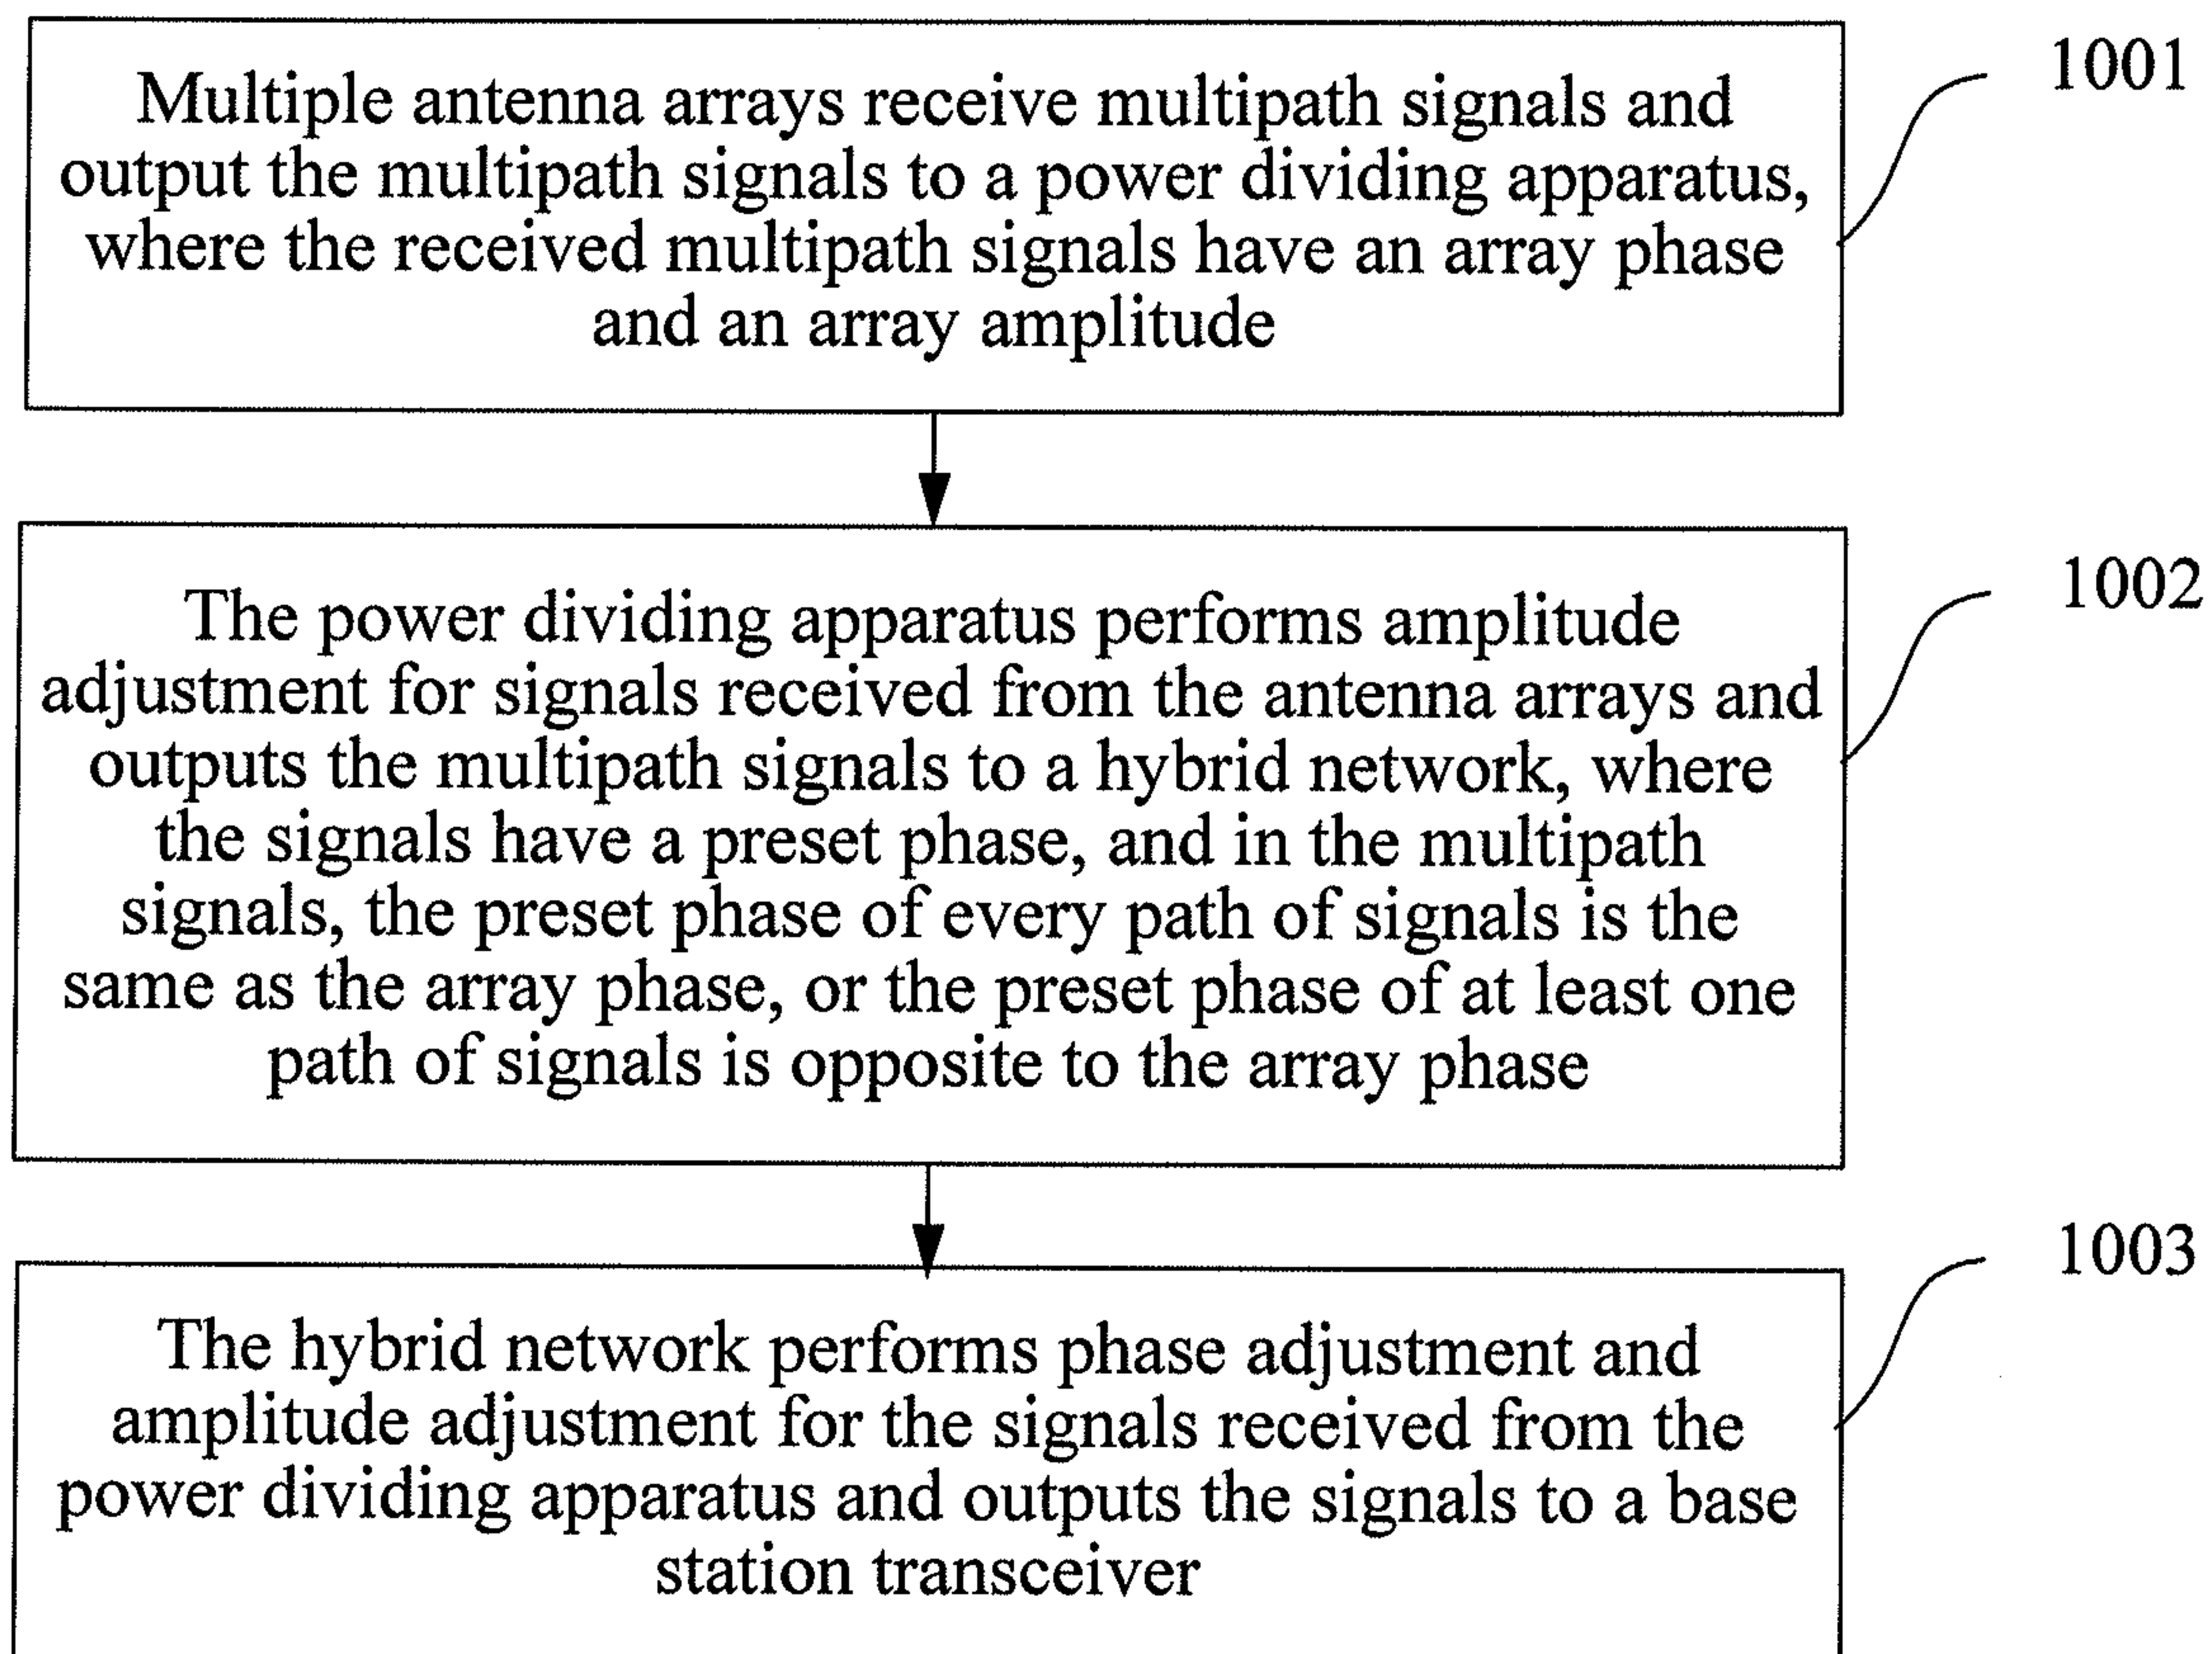 Multiple antenna arrays receive multipath signals and
output the multipath signals to a power dividing apparatus,
where the received multipath signals have an array phase
and an array amplitude
1001
The power dividing apparatus performs amplitude
adjustment for signals received from the antenna arrays and
outputs the multipath signals to a hybrid network, where
the signals have a preset phase, and in the multipath
signals, the preset phase of every path of signals is the
same as the array phase, or the preset phase of at least one
path of signals is opposite to the array phase
1002
The hybrid network performs phase adjustment and
amplitude adjustment for the signals received from the
power dividing apparatus and outputs the signals to a base
station transceiver
1003